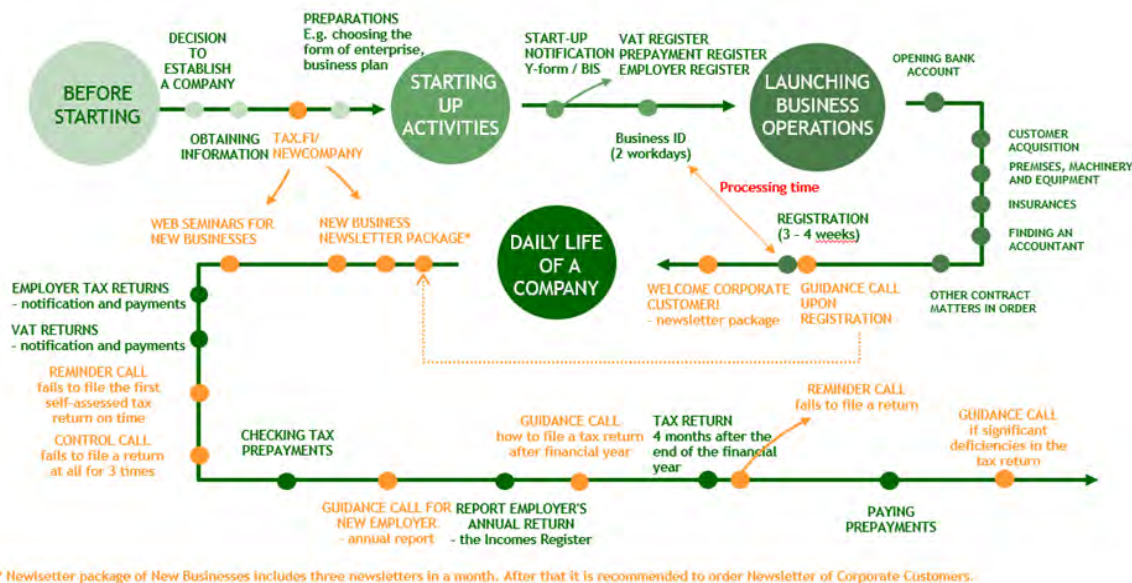 BEFORE
STARTING
DECISION
TO
ESTABLISH
A COMPANY
OBTAINING
INFORMATION
TAX.FI/
NEWCOMPANY
PREPARATIONS
E.g. choosing the
form of enterprise,
business plan
STARTING
UP
ACTIVITIES
START-UP
NOTIFICATION
Y-form / BIS
VAT REGISTER
PREPAYMENT REGISTER
EMPLOYER REGISTER
Business ID
(2 workdays)
LAUNCHING
BUSINESS
OPERATIONS
OPENING BANK
ACCOUNT
CUSTOMER
ACQUISITION
PREMISES, MACHINERY
AND EQUIPMENT
INSURANCES
FINDING AN
ACCOUNTANT
OTHER CONTRACT
MATTERS IN ORDER
Processing time
REGISTRATION
(3 - 4 weeks)
GUIDANCE CALL
UPON
REGISTRATION
WELCOME CORPORATE
CUSTOMER!
- newsletter package
DAILY LIFE
OF A
COMPANY
WEB SEMINARS FOR
NEW BUSINESSES
NEW BUSINESS
NEWSLETTER PACKAGE*
EMPLOYER TAX RETURNS
- notification and payments
VAT RETURNS
- notification and payments
REMINDER CALL
fails to file the first
self-assessed tax
return on time
CONTROL CALL
fails to file a return
at all for 3 times
CHECKING TAX
PREPAYMENTS
GUIDANCE CALL FOR
NEW EMPLOYER
- annual report
REPORT EMPLOYER'S
ANNUAL RETURN
- the Incomes Register
GUIDANCE CALL
how to file a tax return
after financial year
TAX RETURN
4 months after the
end of the financial
year
REMINDER CALL
fails to file a return
PAYING
PREPAYMENTS
GUIDANCE CALL
if significant
deficiencies in the
tax return
* Newlsetter package of New Businesses includes three newsletters in a month. After that it is recommended to order Newsletter of Corporate Customers.